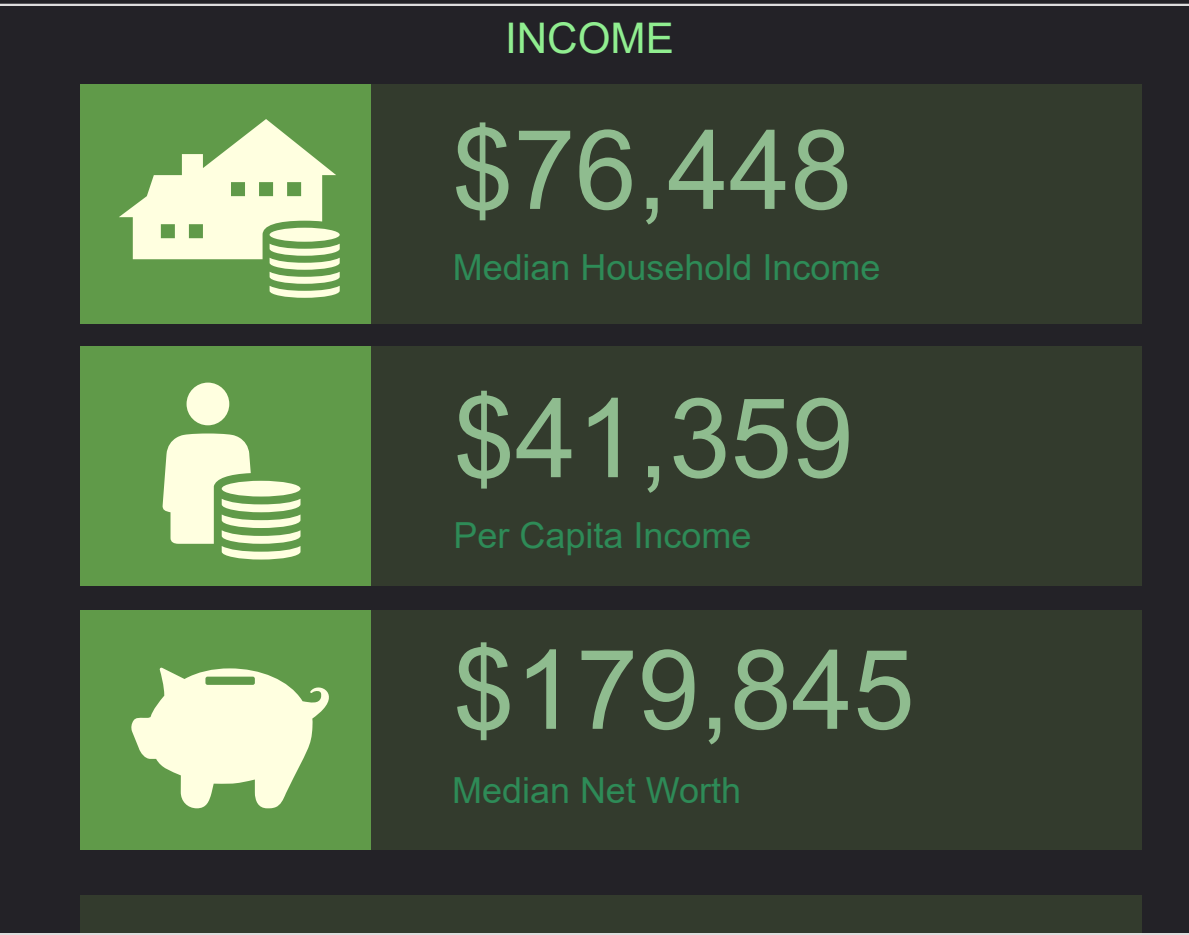 INCOME
$76,448
Median Household Income
$41,359
Per Capita Income
$179,845
Median Net Worth